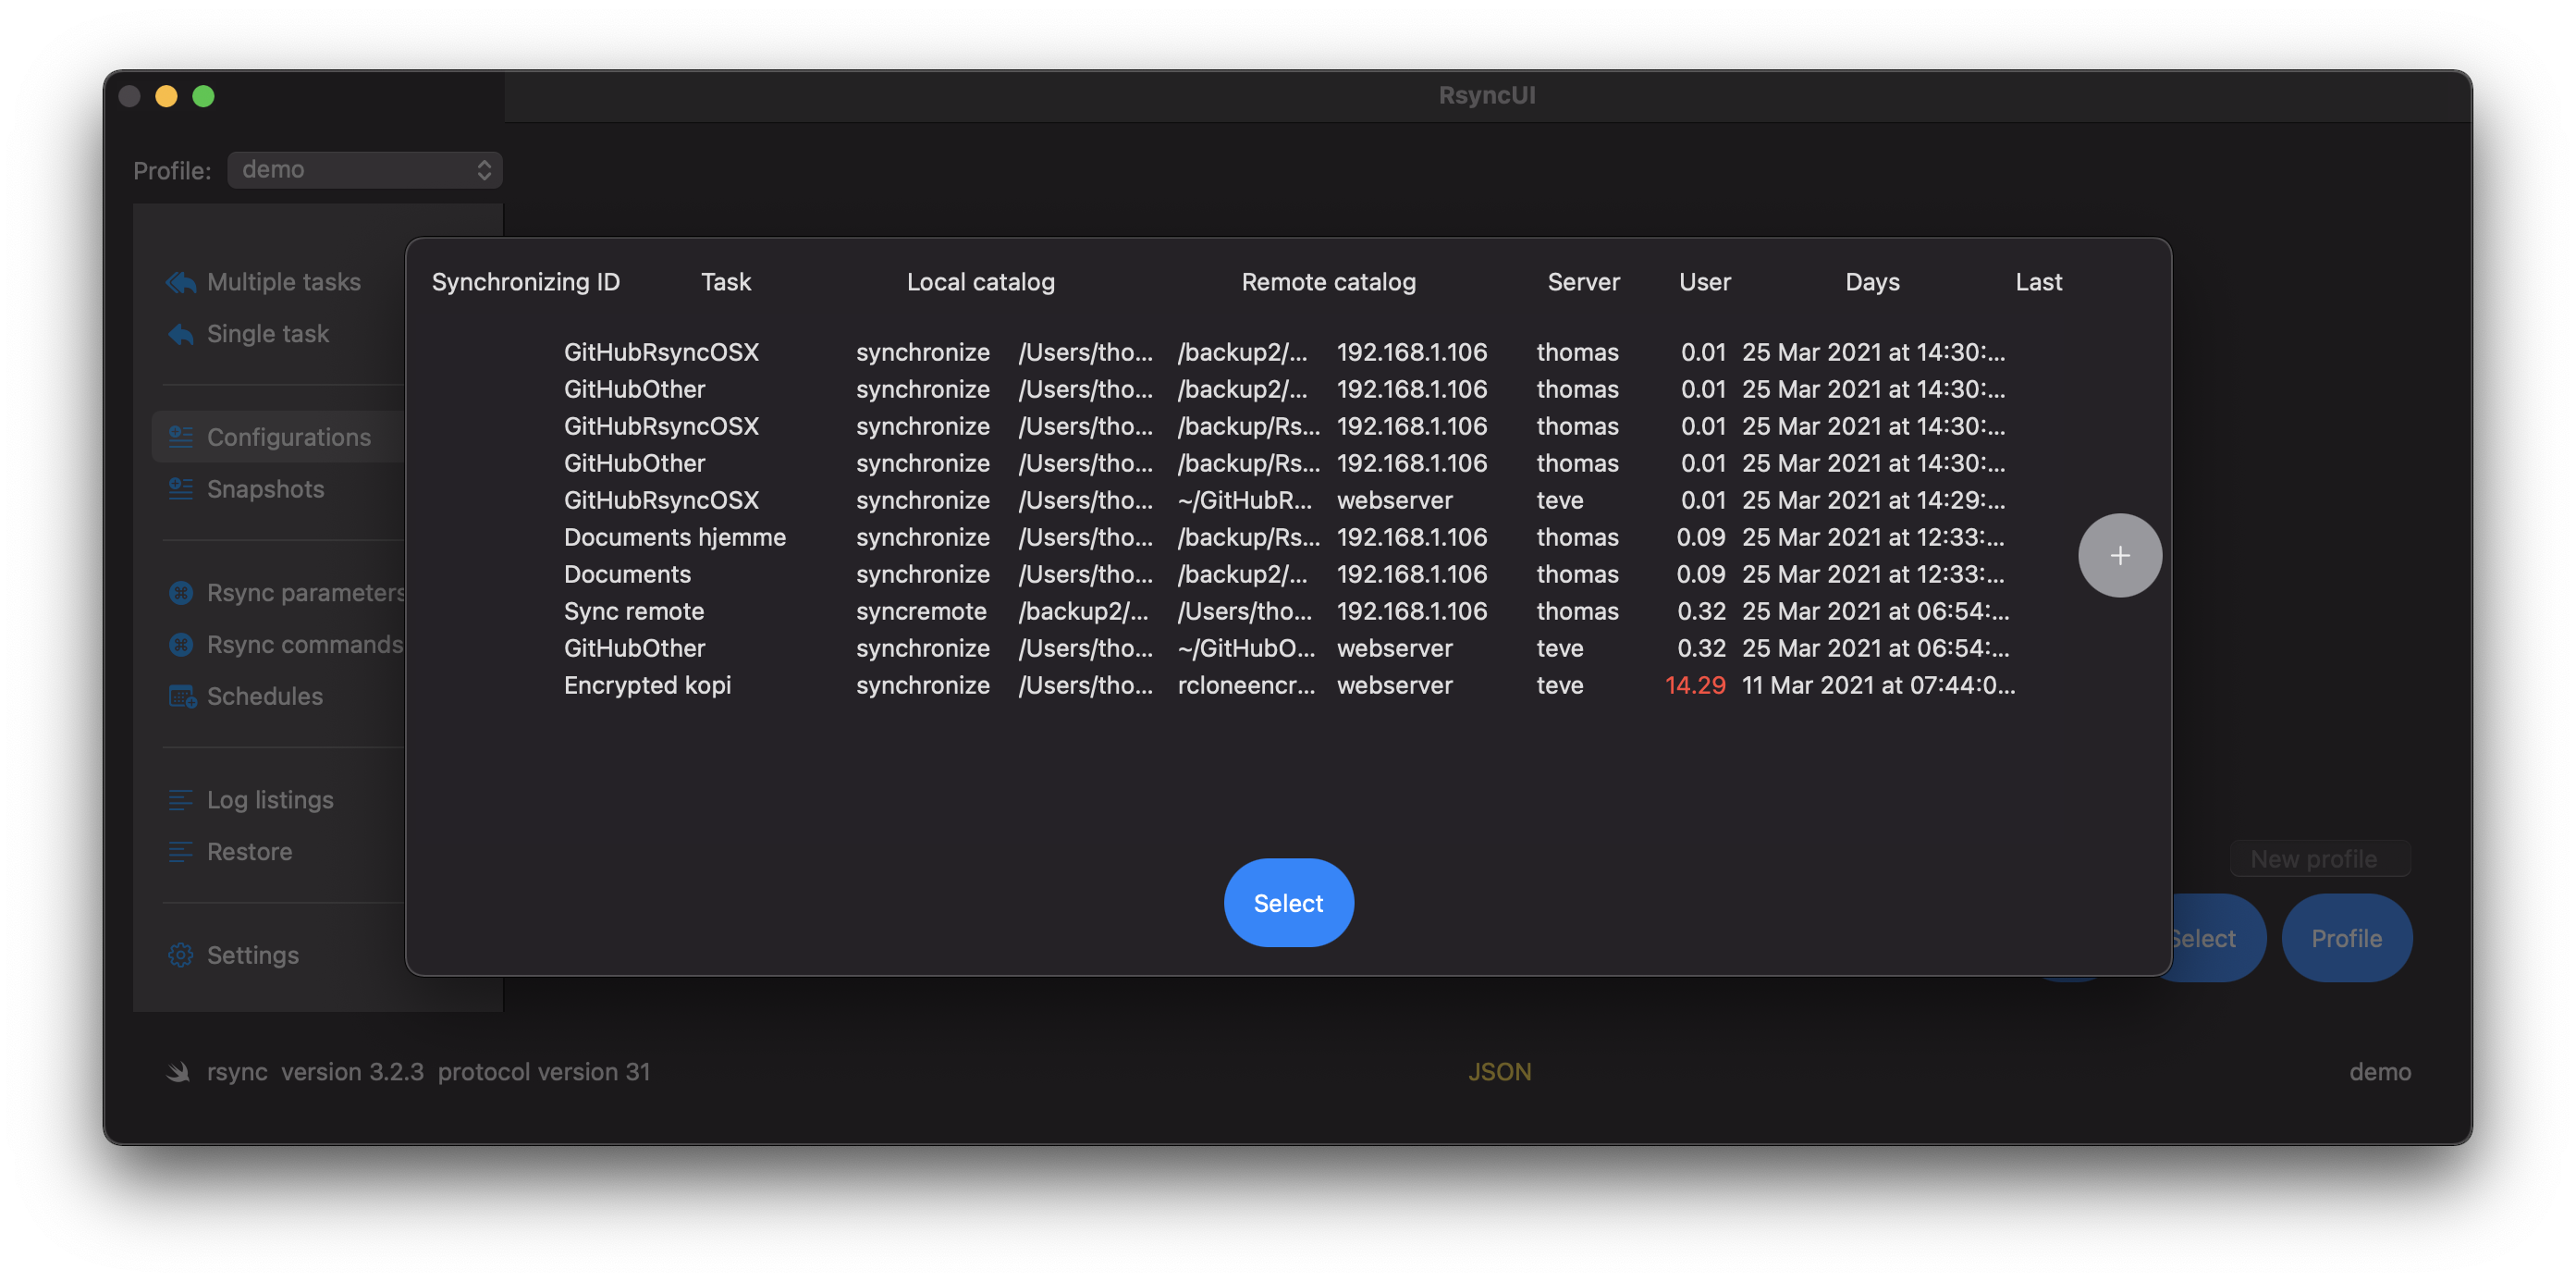 RsyncUI
Profile: demo
Multiple tasks
Single task
Configurations
Snapshots
Rsync parameters
Rsync commands
Schedules
Log listings
Restore
Settings
Synchronizing ID Task Local catalog Remote catalog Server User Days Last
GitHubRsyncOSX synchronize /Users/tho... /backup2/... 192.168.1.106 thomas 0.01 25 Mar 2021 at 14:30:...
GitHubOther synchronize /Users/tho... /backup2/... 192.168.1.106 thomas 0.01 25 Mar 2021 at 14:30:...
GitHubRsyncOSX synchronize /Users/tho... /backup/Rs... 192.168.1.106 thomas 0.01 25 Mar 2021 at 14:30:...
GitHubOther synchronize /Users/tho... /backup/Rs... 192.168.1.106 thomas 0.01 25 Mar 2021 at 14:30:...
GitHubRsyncOSX synchronize /Users/tho... ~/GitHubR... webserver teve 0.01 25 Mar 2021 at 14:29:...
Documents hjemme synchronize /Users/tho... /backup/Rs... 192.168.1.106 thomas 0.09 25 Mar 2021 at 12:33:...
Documents synchronize /Users/tho... /backup2/... 192.168.1.106 thomas 0.09 25 Mar 2021 at 12:33:...
Sync remote syncremote /backup2/... /Users/tho... 192.168.1.106 thomas 0.32 25 Mar 2021 at 06:54:...
GitHubOther synchronize /Users/tho... ~/GitHubO... webserver teve 0.32 25 Mar 2021 at 06:54:...
Encrypted kopi synchronize /Users/tho... rcloneencr... webserver teve 14.29 11 Mar 2021 at 07:44:0...
+
Select
New profile
Select Profile
rsync version 3.2.3 protocol version 31 JSON demo